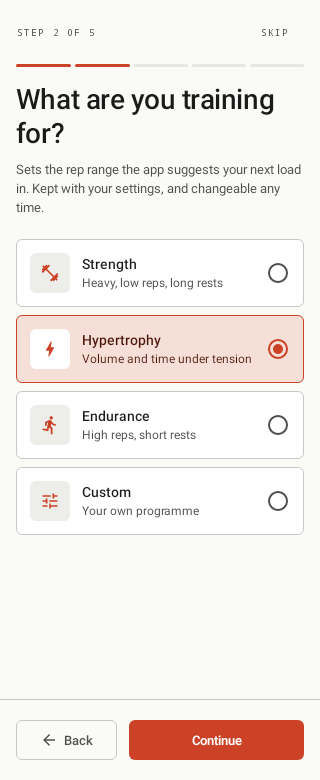 STEP 2 OF 5
SKIP
What are you training
for?
Sets the rep range the app suggests your next load
in. Kept with your settings, and changeable any
time.
Strength
Heavy, low reps, long rests
Hypertrophy
Volume and time under tension
Endurance
High reps, short rests
Custom
Your own programme
Back
Continue